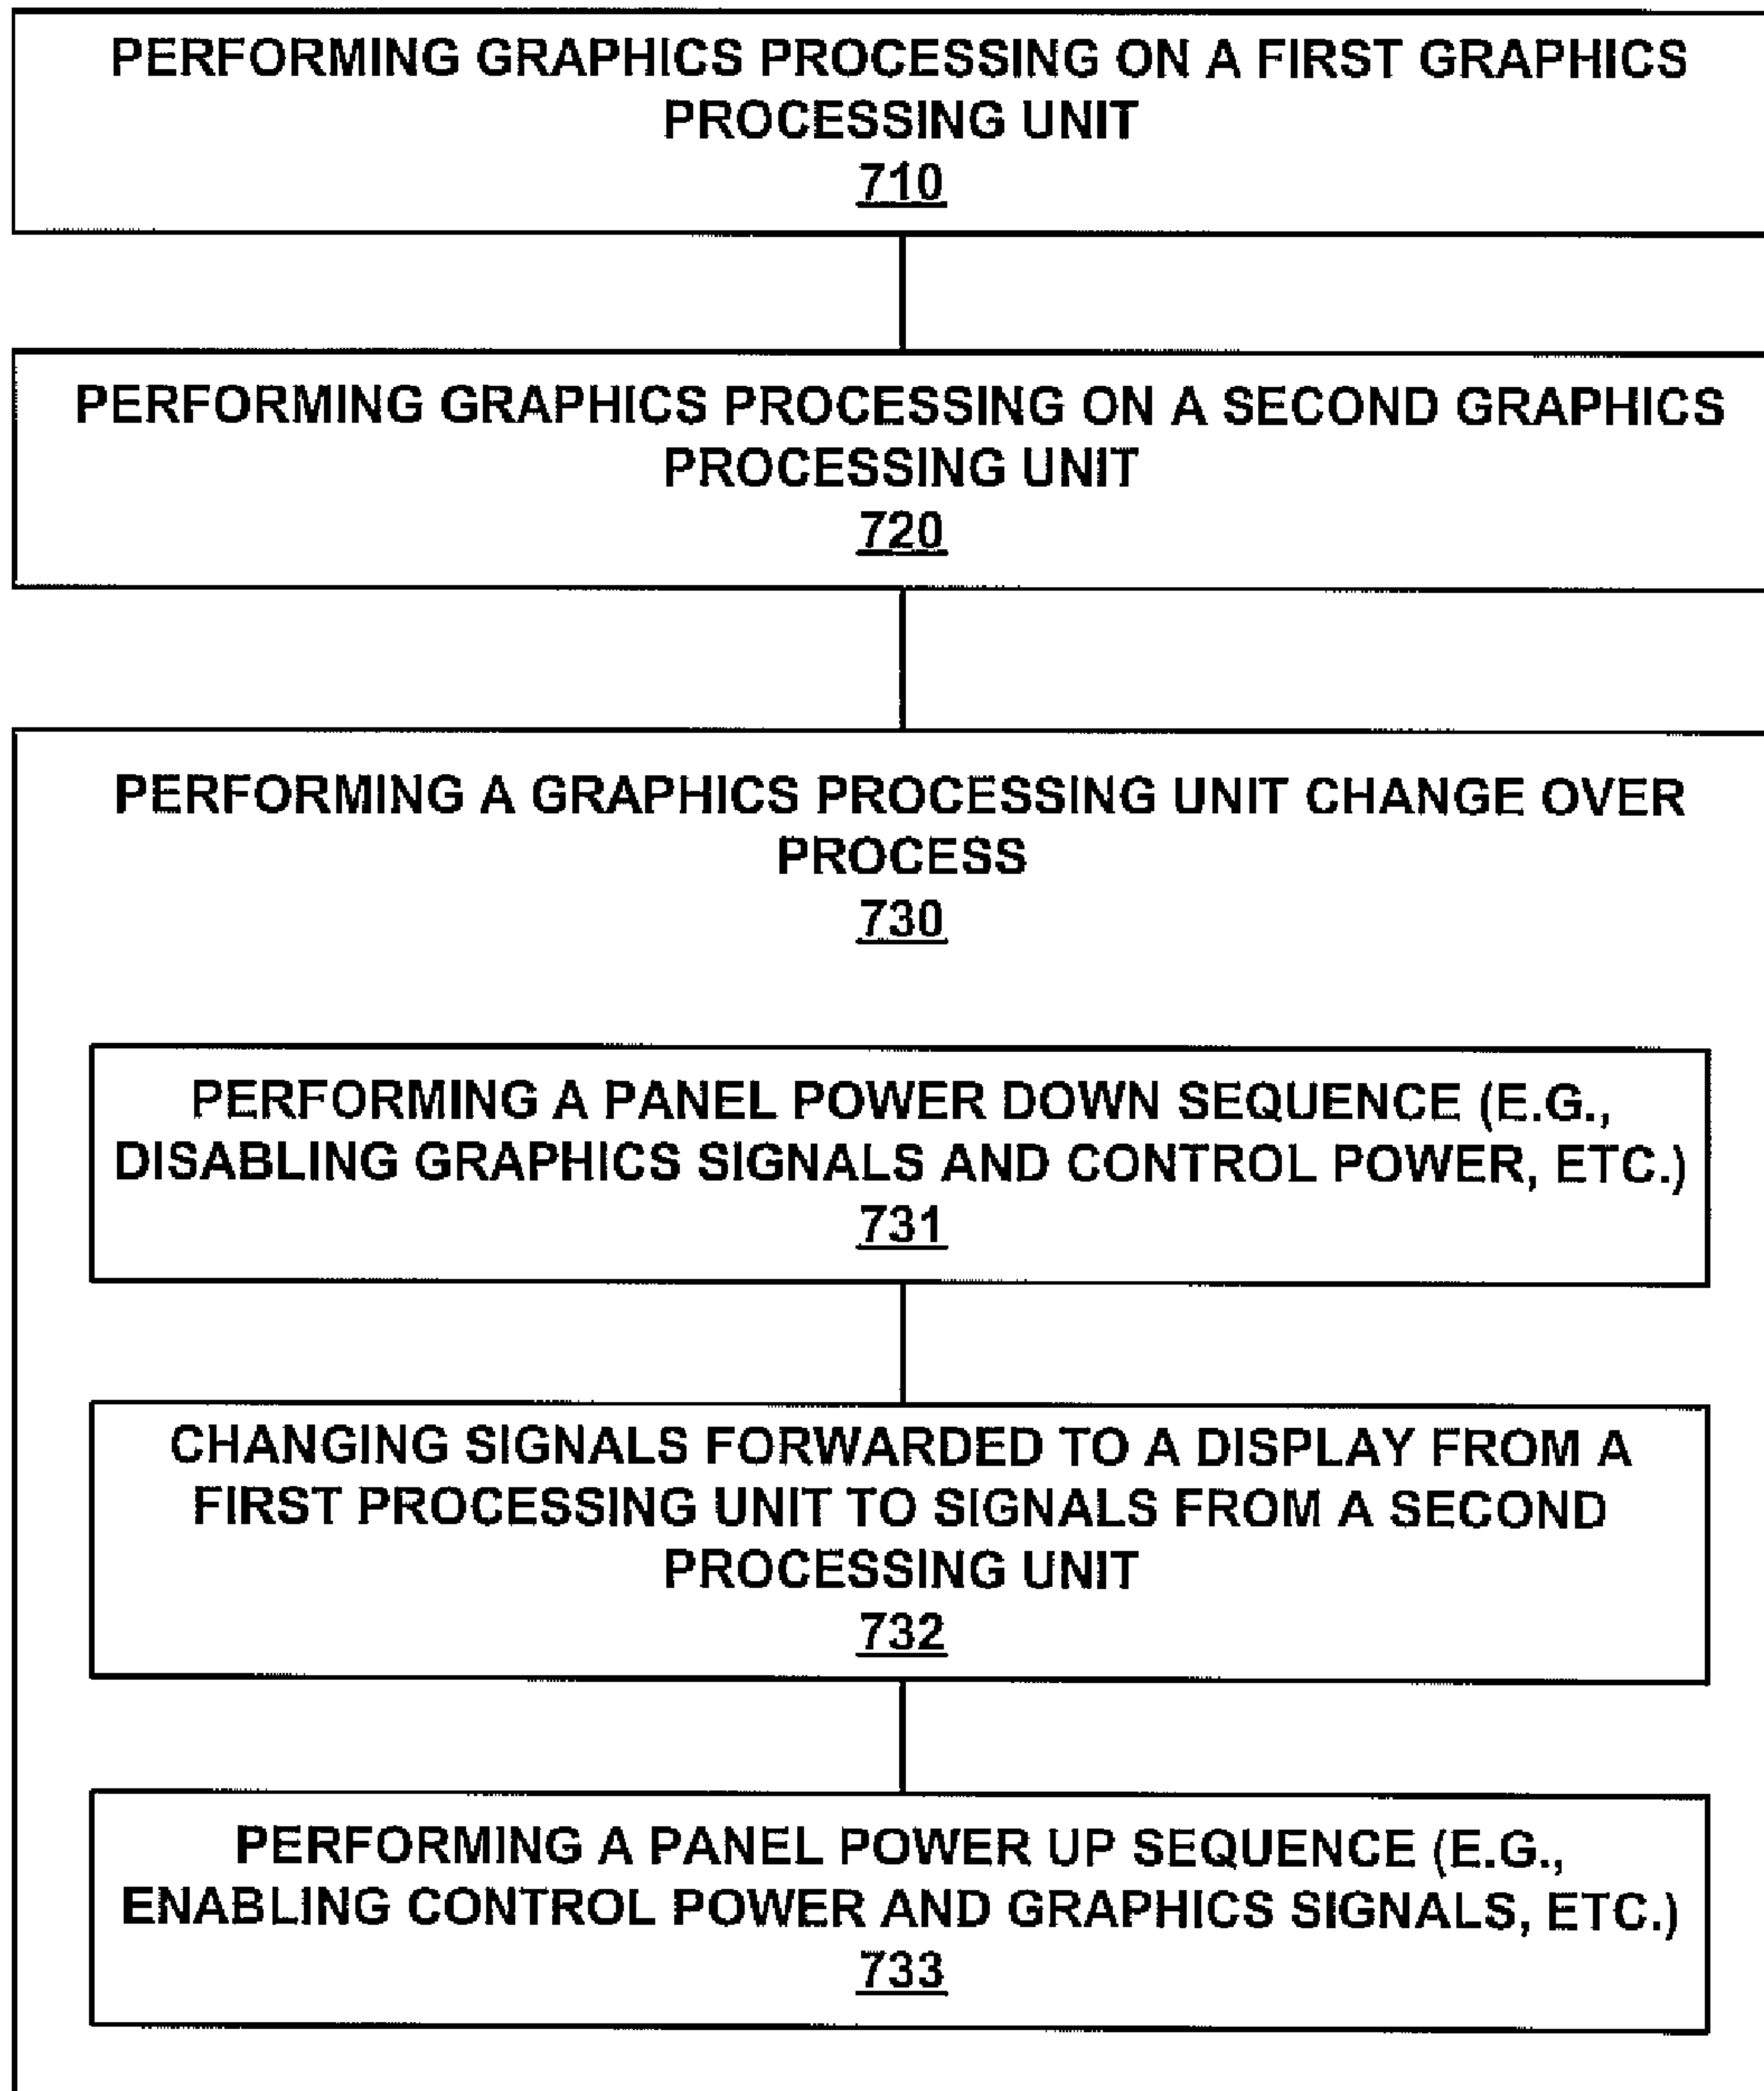 PERFORMING GRAPHICS PROCESSING ON A FIRST GRAPHICS
PROCESSING UNIT
710
PERFORMING GRAPHICS PROCESSING ON A SECOND GRAPHICS
PROCESSING UNIT
720
PERFORMING A GRAPHICS PROCESSING UNIT CHANGE OVER
PROCESS
730
PERFORMING A PANEL POWER DOWN SEQUENCE (E.G.,
DISABLING GRAPHICS SIGNALS AND CONTROL POWER, ETC.)
731
CHANGING SIGNALS FORWARDED TO A DISPLAY FROM A
FIRST PROCESSING UNIT TO SIGNALS FROM A SECOND
PROCESSING UNIT
732
PERFORMING A PANEL POWER UP SEQUENCE (E.G.,
ENABLING CONTROL POWER AND GRAPHICS SIGNALS, ETC.)
733